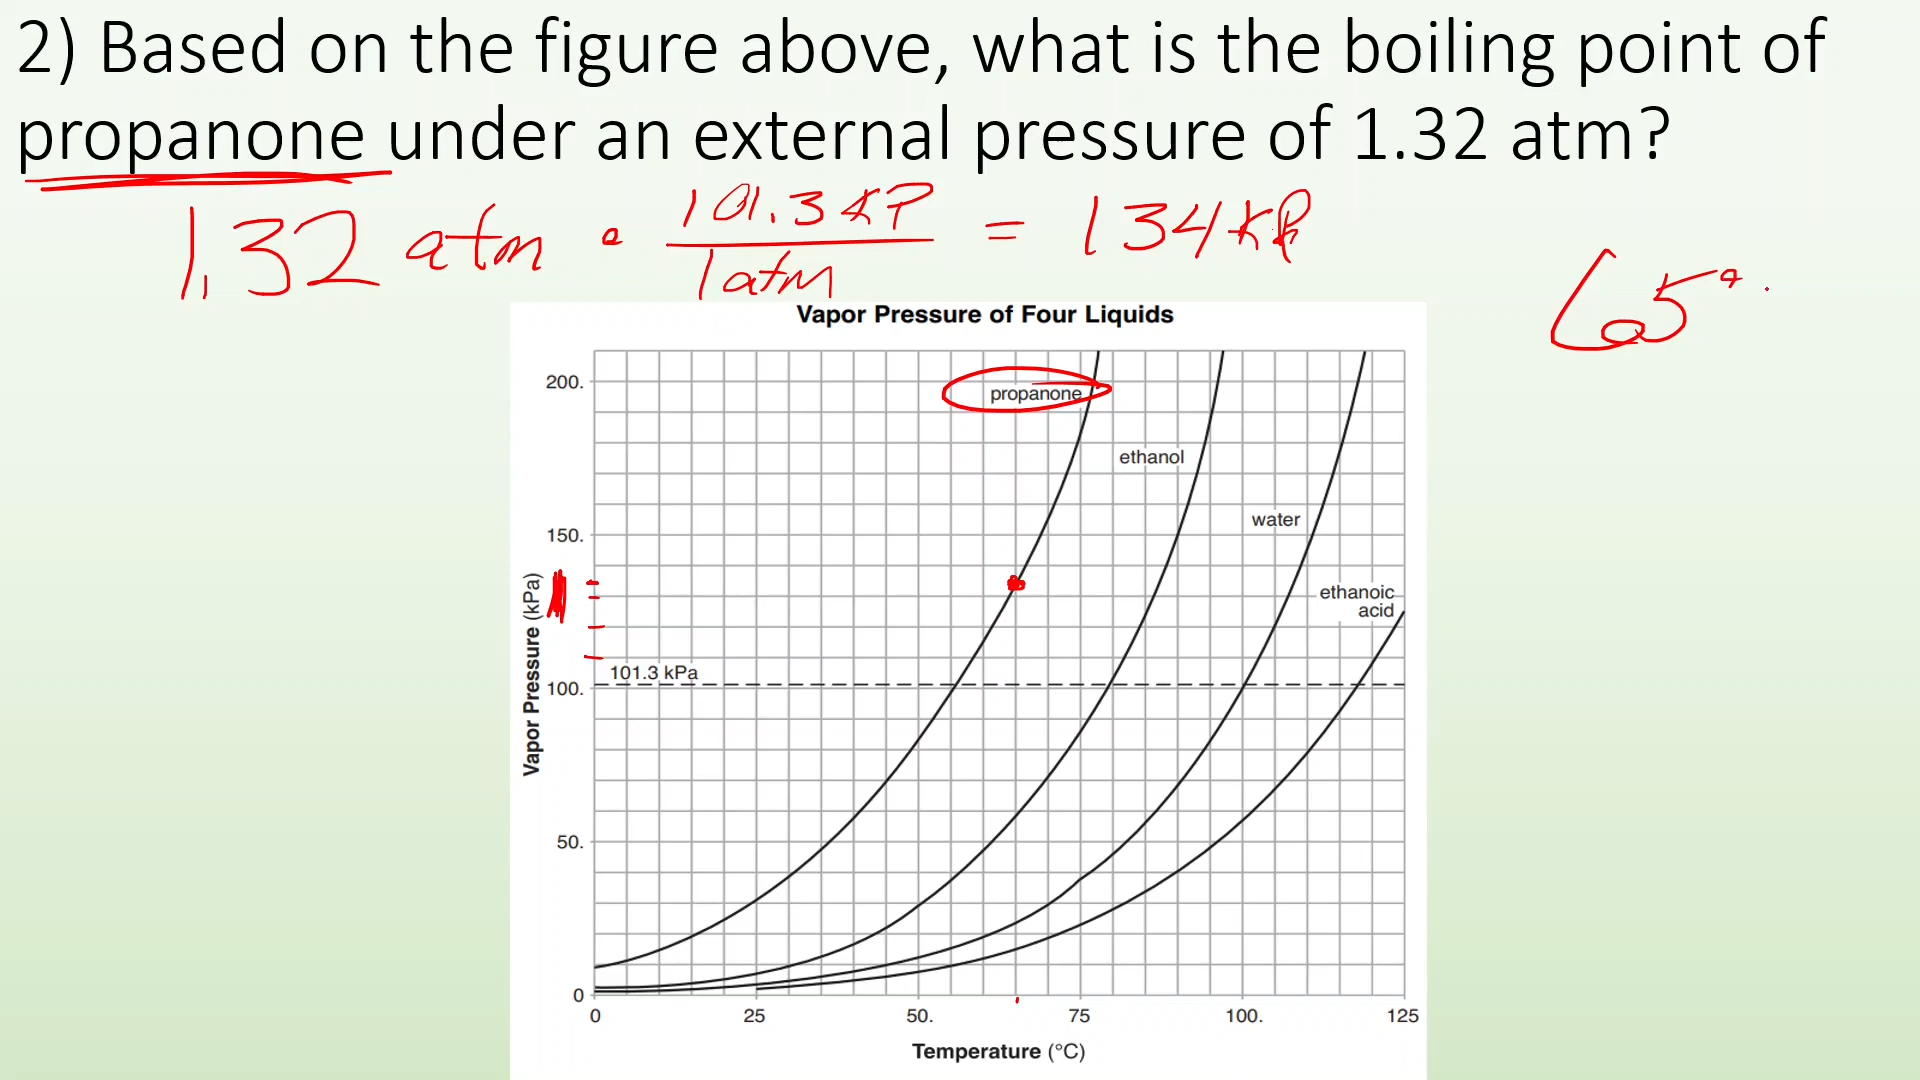 2) Based on the figure above, what is the boiling point of
propanone under an external pressure of 1.32 atm?
1.32 atm • 101.3 kP / 1 atm = 134 kP
65°
Vapor Pressure of Four Liquids
200.
propanone
ethanol
water
150.
ethanoic
acid
101.3 kPa
100.
50.
0
Vapor Pressure (kPa)
0 25 50. 75 100. 125
Temperature (°C)